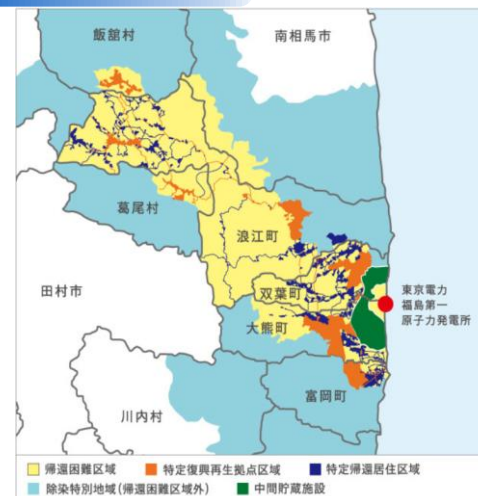 飯舘村
南相馬市
葛尾村
浪江町
田村市
双葉町
大熊町
東京電力
福島第一
原子力発電所
富岡町
川内村
帰還困難区域
特定復興再生拠点区域
特定帰還居住区域
除染特別地域(帰還困難区域外)
中間貯蔵施設